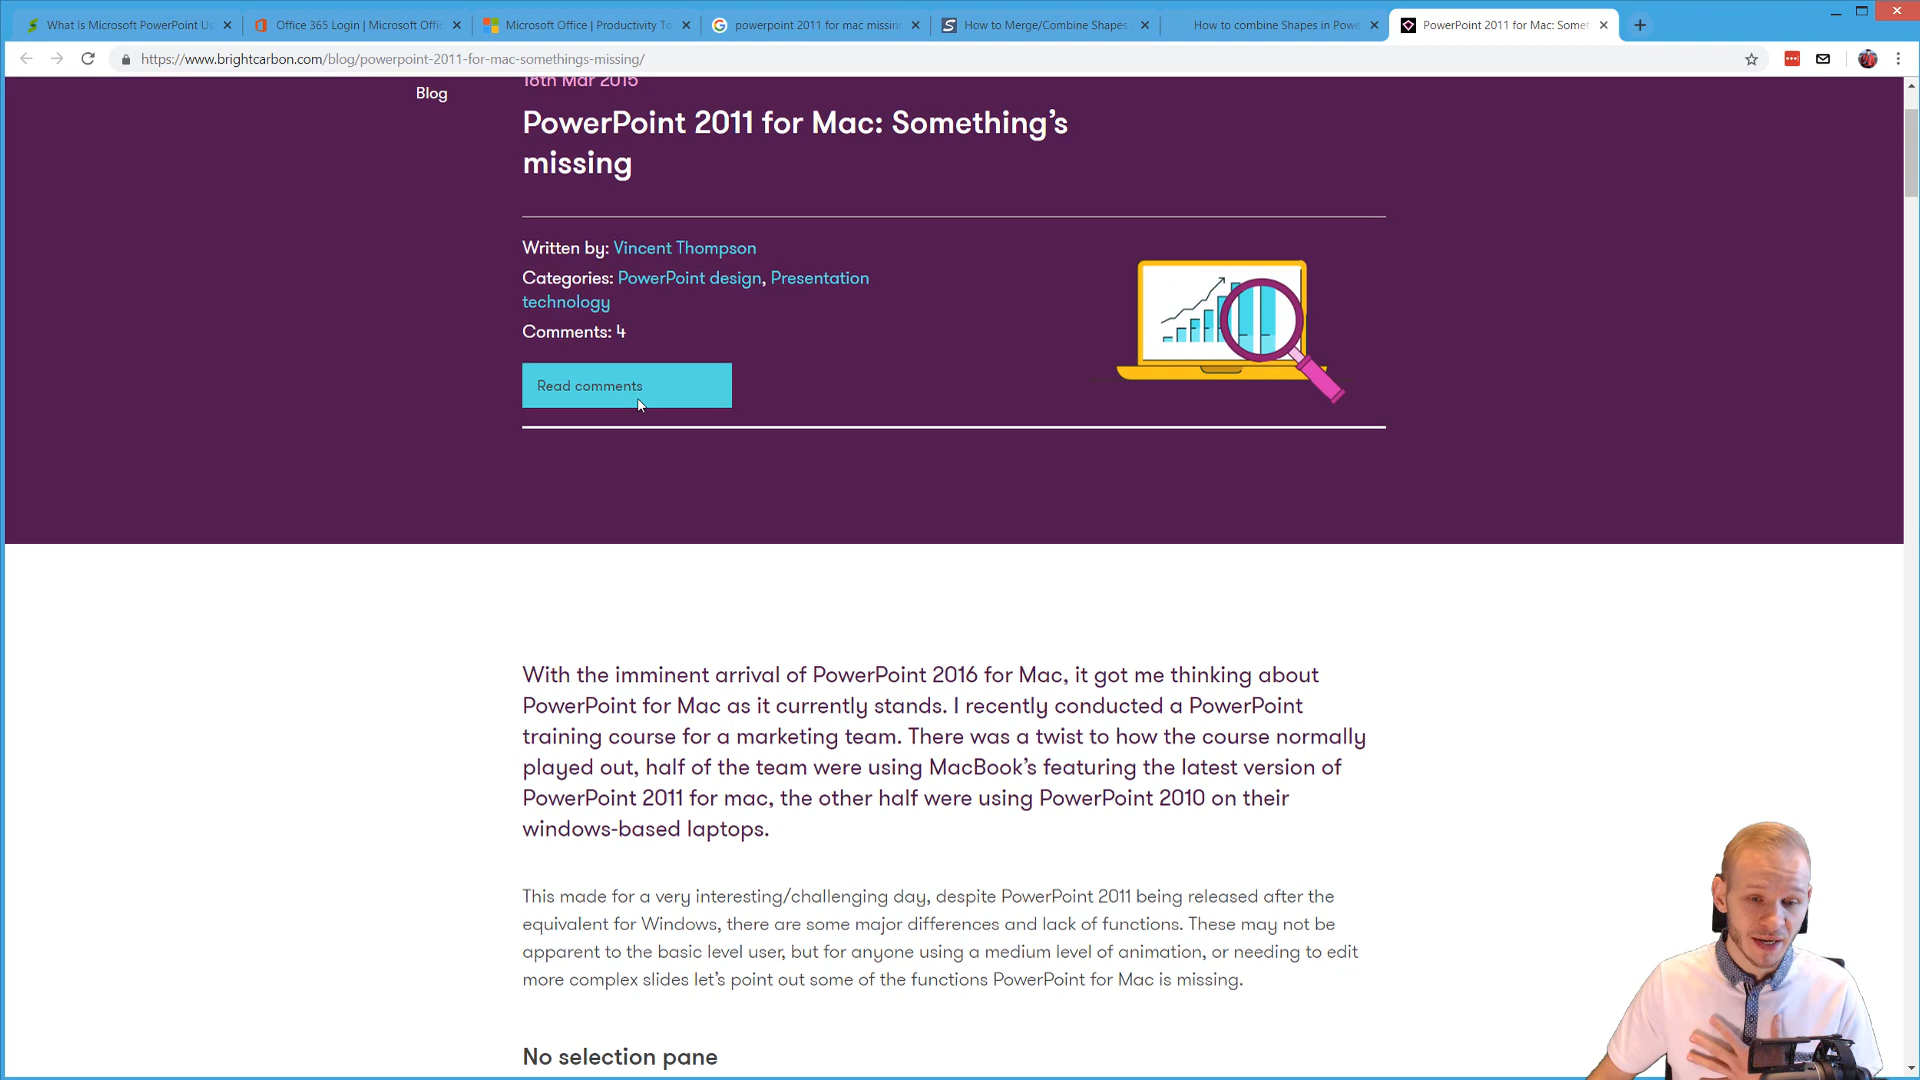 What Is Microsoft PowerPoint Us
Office 365 Login | Microsoft Offic
Microsoft Office | Productivity To
powerpoint 2011 for mac missing
How to Merge/Combine Shapes
How to combine Shapes in Powe
PowerPoint 2011 for Mac: Somet
https://www.brightcarbon.com/blog/powerpoint-2011-for-mac-somethings-missing/
Blog
18th Mar 2015
PowerPoint 2011 for Mac: Something’s
missing
Written by: Vincent Thompson
Categories: PowerPoint design, Presentation
technology
Comments: 4
Read comments
With the imminent arrival of PowerPoint 2016 for Mac, it got me thinking about
PowerPoint for Mac as it currently stands. I recently conducted a PowerPoint
training course for a marketing team. There was a twist to how the course normally
played out, half of the team were using MacBook’s featuring the latest version of
PowerPoint 2011 for mac, the other half were using PowerPoint 2010 on their
windows-based laptops.
This made for a very interesting/challenging day, despite PowerPoint 2011 being released after the
equivalent for Windows, there are some major differences and lack of functions. These may not be
apparent to the basic level user, but for anyone using a medium level of animation, or needing to edit
more complex slides let’s point out some of the functions PowerPoint for Mac is missing.
No selection pane